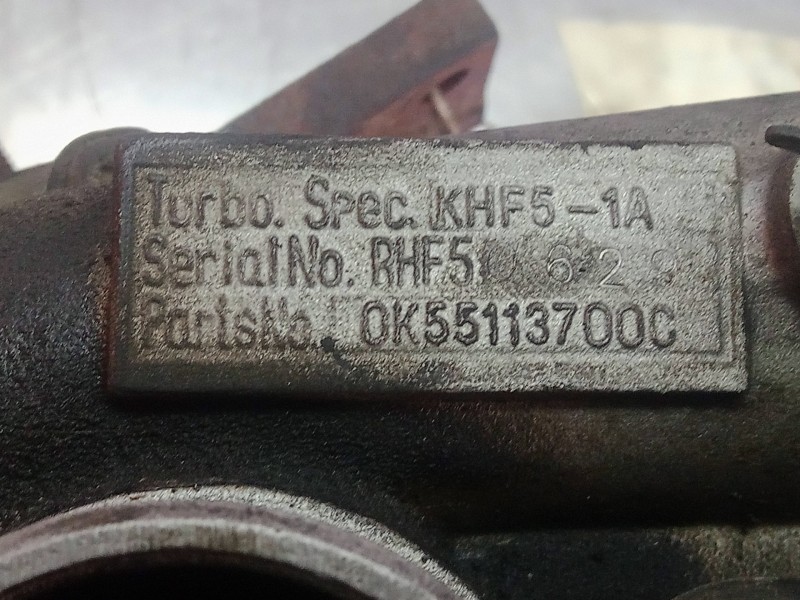 Turbo. Spec. KHF5-1A
Serial No. RHF5
Parts No. 0K55113700C